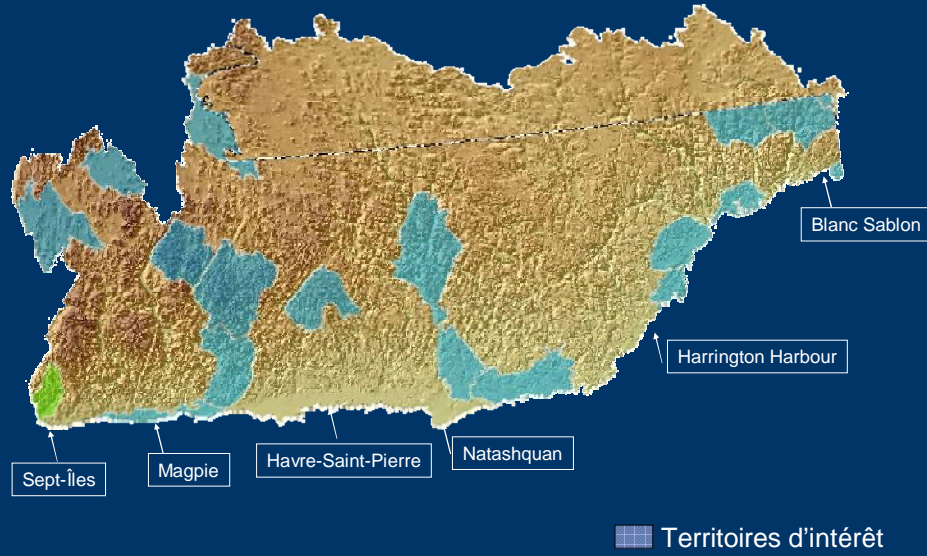 Blanc Sablon
Harrington Harbour
Natashquan
Havre-Saint-Pierre
Magpie
Sept-Îles
Territoires d'intérêt